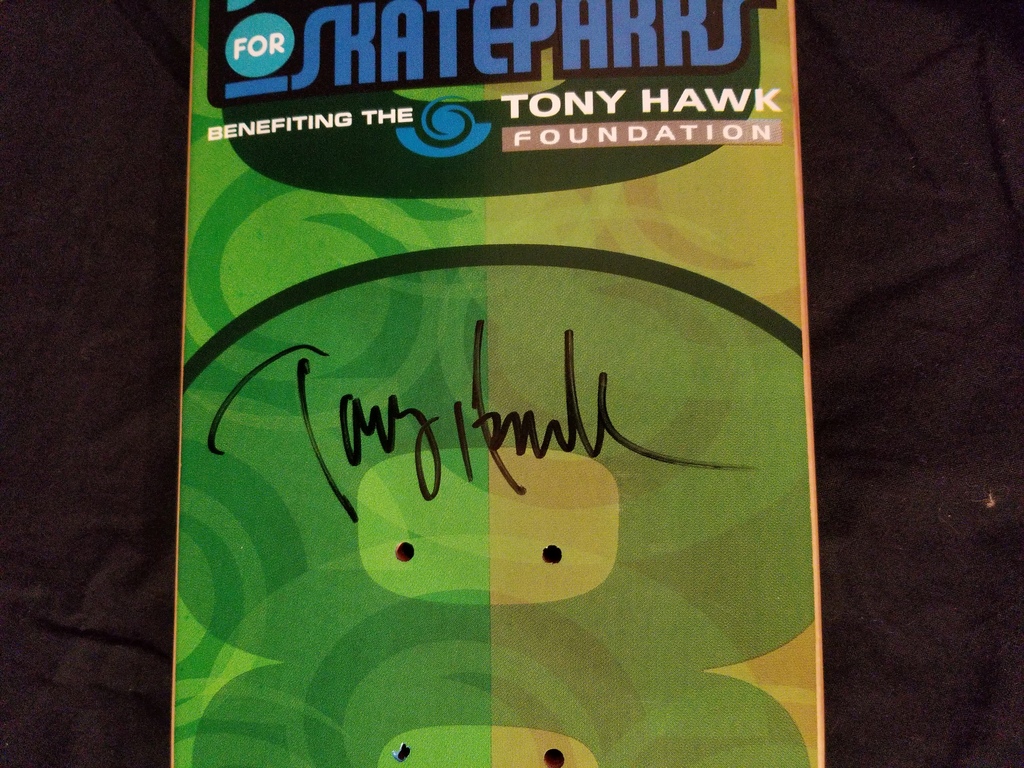 FOR SKATEPARKS
BENEFITING THE TONY HAWK
FOUNDATION
Tony Hawk